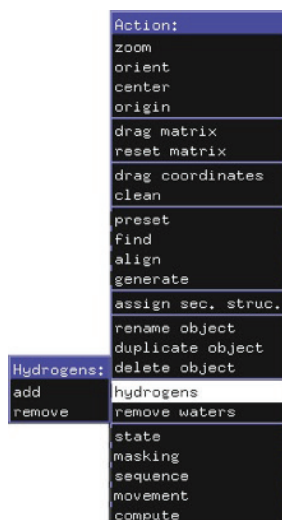 Action:
zoom
orient
center
origin
drag matrix
reset matrix
drag coordinates
clean
preset
find
align
generate
assign sec. struc.
rename object
duplicate object
delete object
hydrogens
remove waters
state
masking
sequence
movement
compute
Hydrogens:
add
remove